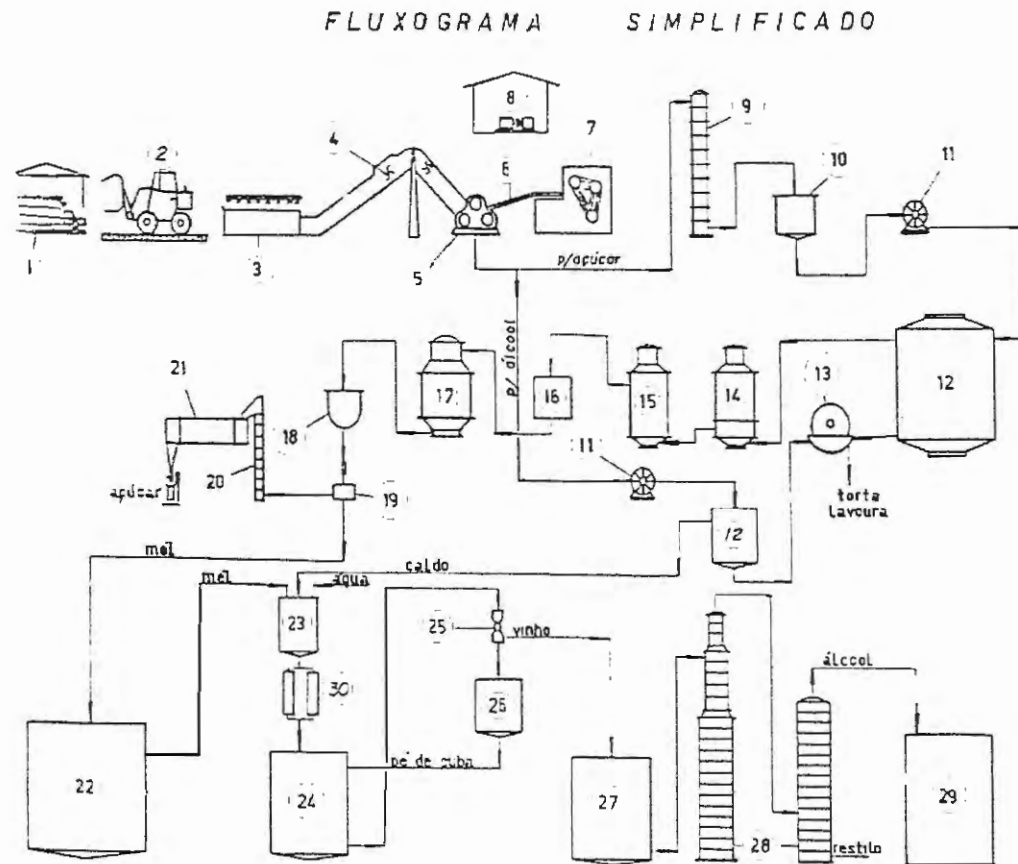 FLUXOGRAMA SIMPLIFICADO
8
7
9
2
4
6
10
11
1
3
5
p/açúcar
p/ álcool
21
17
16
15
14
13
12
18
20
11
açúcar
19
torta
lavoura
12
mel
mel
água
caldo
23
25
vinho
álccol
30
26
pé de cuba
22
24
27
28
restilo
29